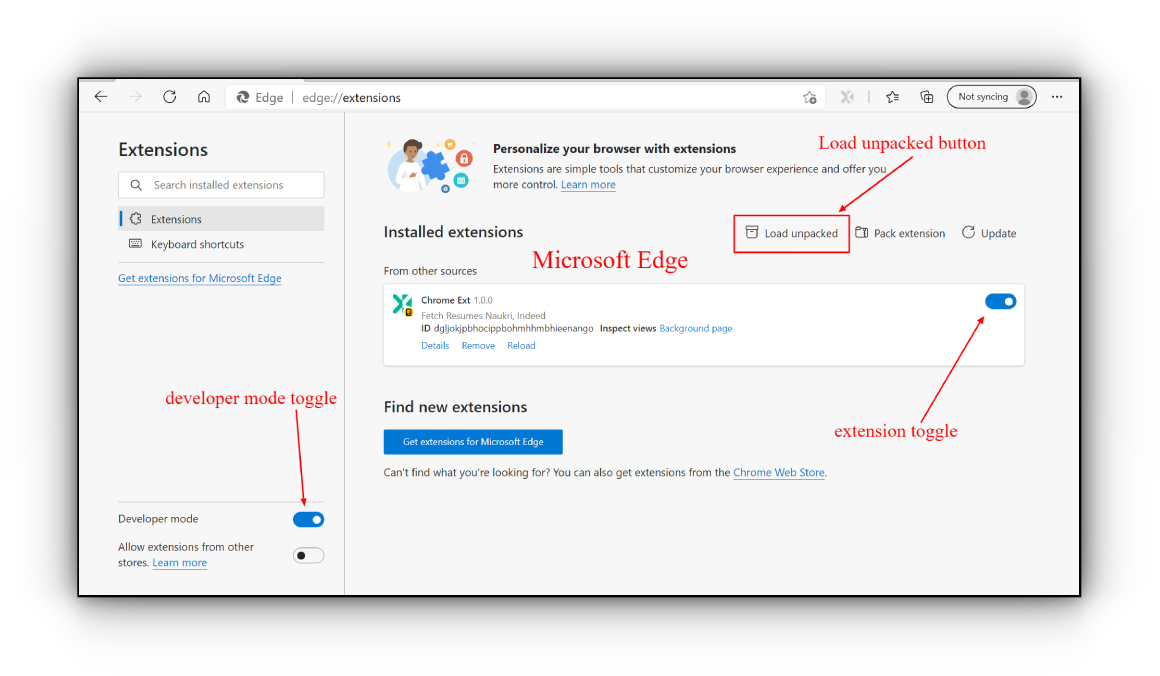 Edge | edge://extensions
Not syncing
Extensions
Search installed extensions
Extensions
Keyboard shortcuts
Get extensions for Microsoft Edge
developer mode toggle
Developer mode
Allow extensions from other
stores. Learn more
Personalize your browser with extensions
Extensions are simple tools that customize your browser experience and offer you
more control. Learn more
Load unpacked button
Installed extensions
Load unpacked
Pack extension
Update
Microsoft Edge
From other sources
Chrome Ext 1.0.0
Fetch Resumes Naukri, Indeed
ID dgljokjpbhocippbohmhhmbhieenango Inspect views Background page
Details Remove Reload
extension toggle
Find new extensions
Get extensions for Microsoft Edge
Can't find what you're looking for? You can also get extensions from the Chrome Web Store.